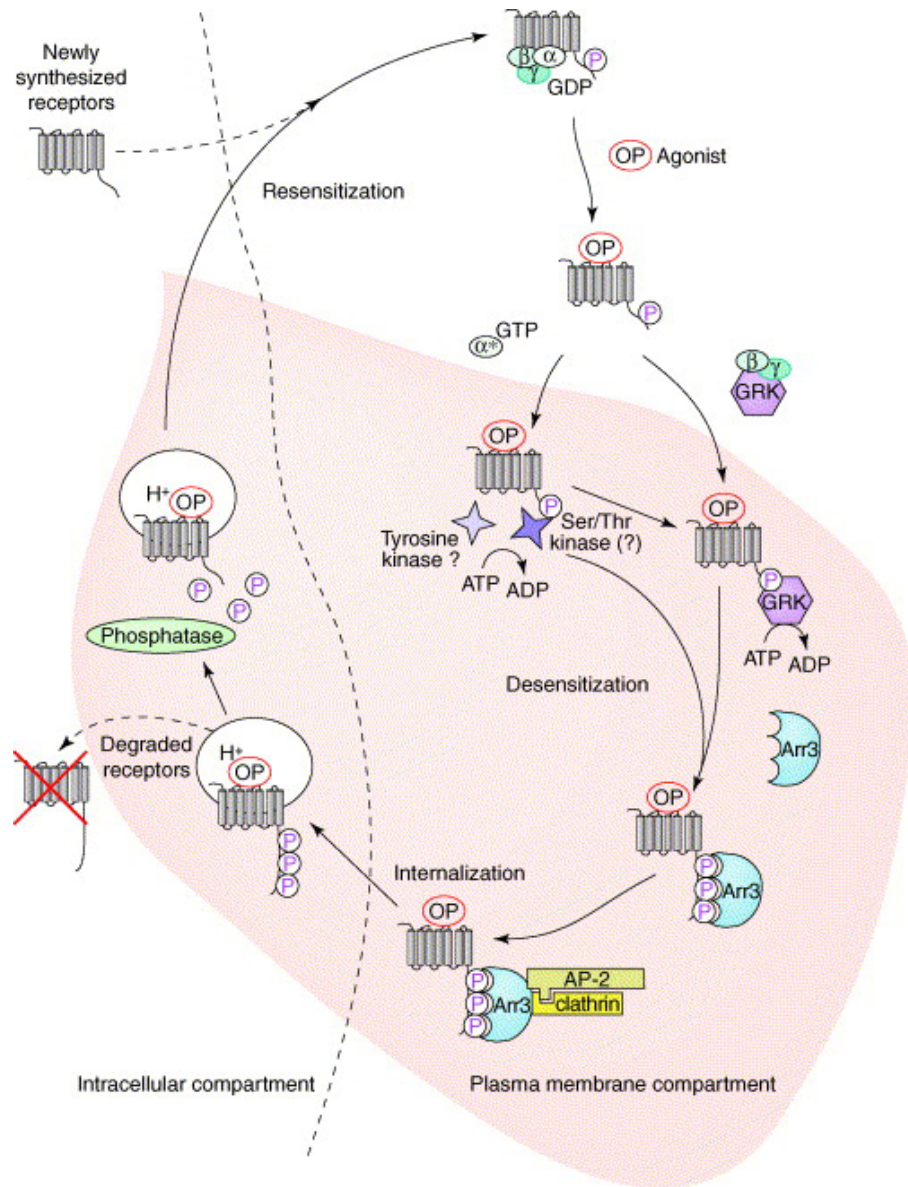 Newly
synthesized
receptors
β α
γ
P
GDP
OP Agonist
Resensitization
OP
P
GTP
α*
β γ
GRK
OP
P
Tyrosine
kinase ?
Ser/Thr
kinase (?)
ATP ADP
OP
P
GRK
ATP ADP
H+ OP
P P
P
Phosphatase
Desensitization
Arr3
Degraded
receptors
H+
OP
P
P
P
OP
P
P Arr3
P
Internalization
OP
P AP-2
P Arr3 clathrin
P
Intracellular compartment
Plasma membrane compartment